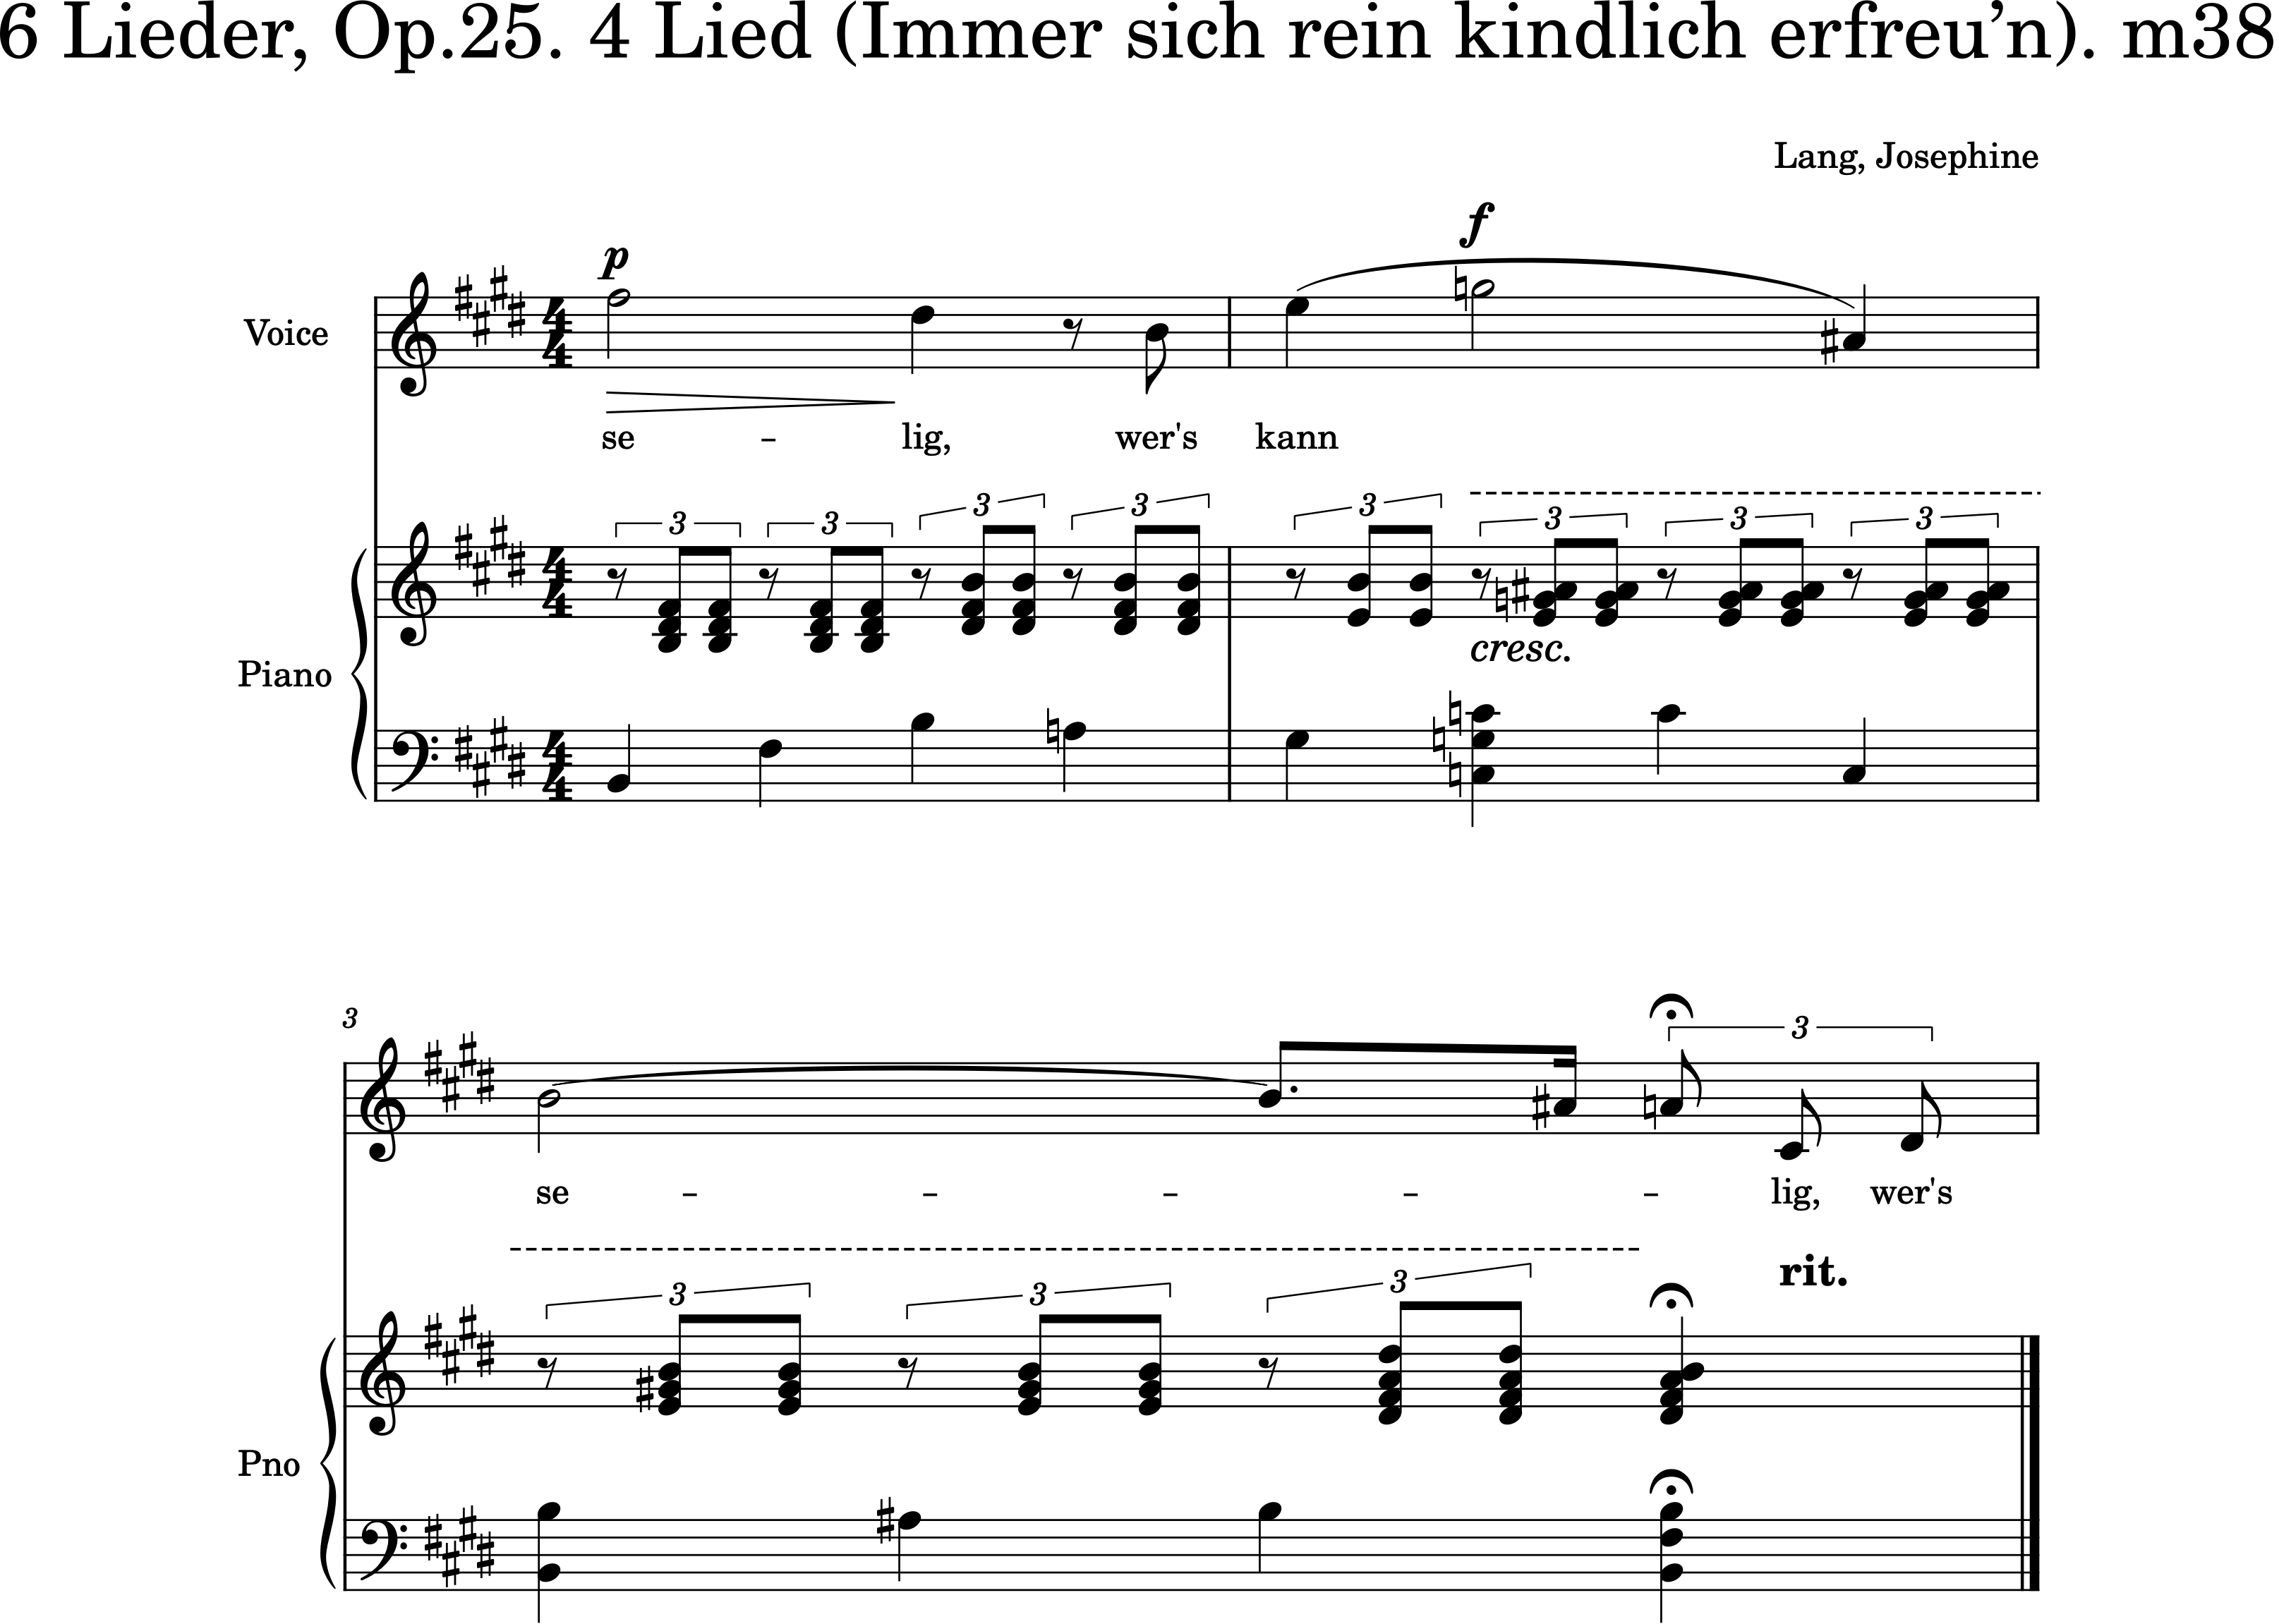 6 Lieder, Op.25. 4 Lied (Immer sich rein kindlich erfreu’n). m38
Lang, Josephine
p
f
Voice
se – lig, wer's kann
3 3 3 3 3 3 3 3
cresc.
Piano
3
3
se – – – – – lig, wer's
rit.
3 3 3
Pno